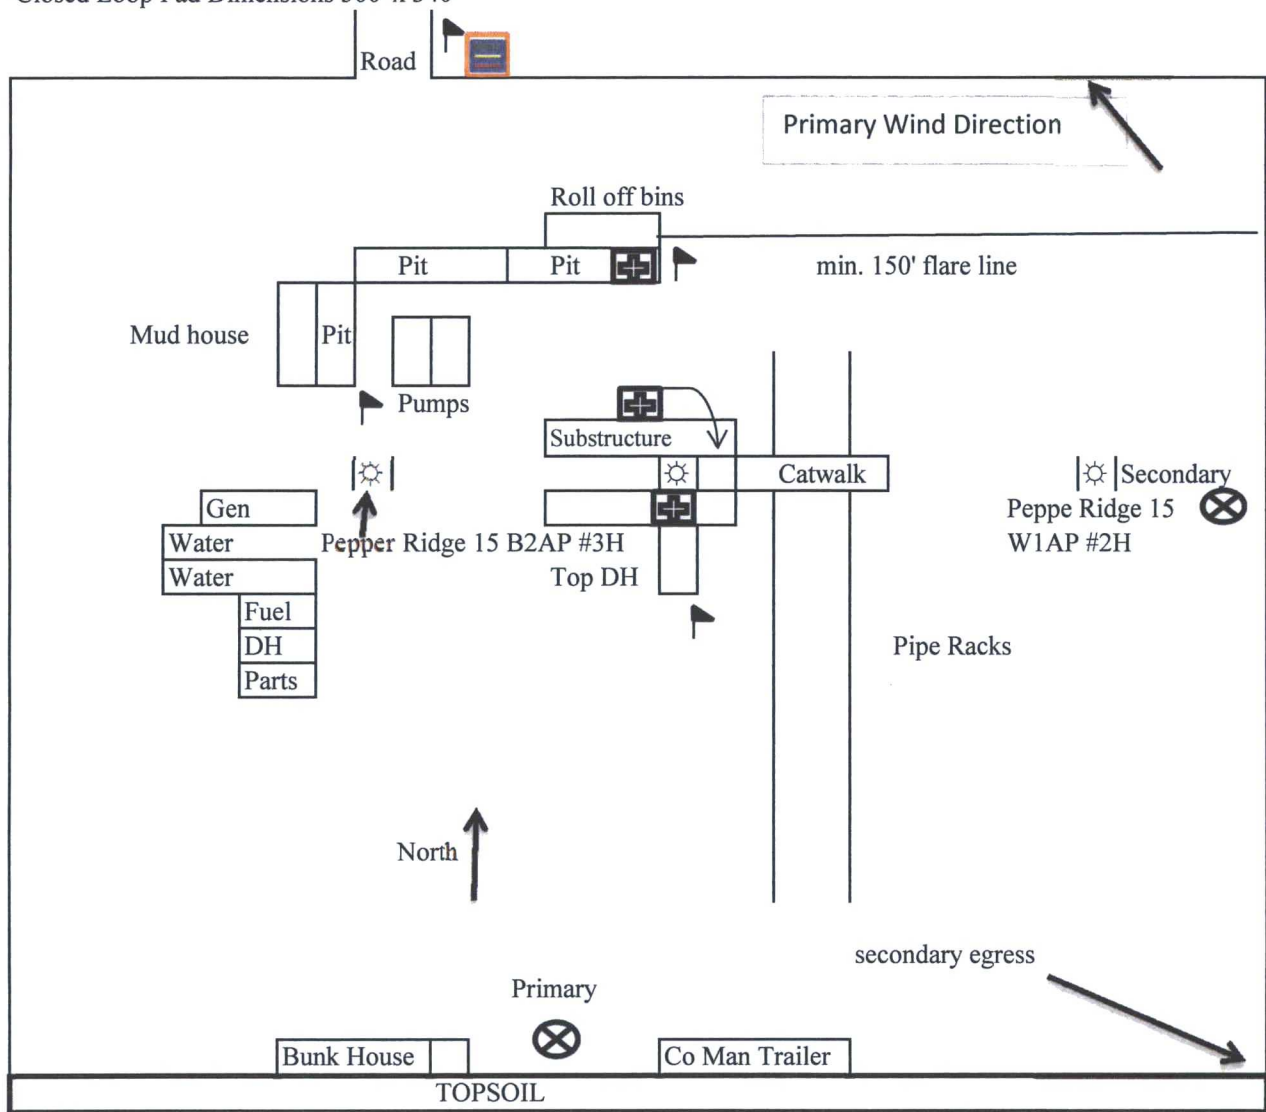 Road
Primary Wind Direction
Roll off bins
Pit
Pit
min. 150' flare line
Mud house
Pit
Pumps
Substructure
Catwalk
Secondary
Gen
Peppe Ridge 15
W1AP #2H
Water
Pepper Ridge 15 B2AP #3H
Water
Top DH
Fuel
DH
Pipe Racks
Parts
North
secondary egress
Primary
Bunk House
Co Man Trailer
TOPSOIL